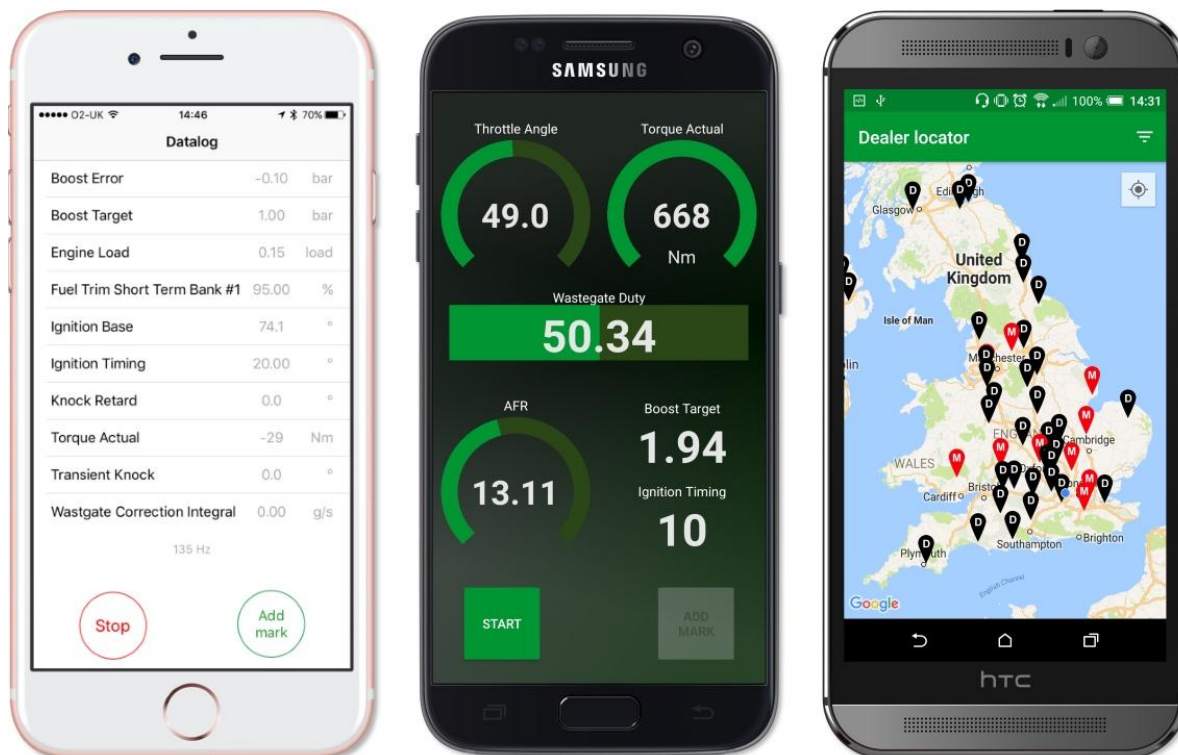 ●●●●● O2-UK 14:46 70%
Datalog
Boost Error -0.10 bar
Boost Target 1.00 bar
Engine Load 0.15 load
Fuel Trim Short Term Bank #1 95.00 %
Ignition Base 74.1 °
Ignition Timing 20.00 °
Knock Retard 0.0 °
Torque Actual -29 Nm
Transient Knock 0.0 °
Wastgate Correction Integral 0.00 g/s
135 Hz
Stop
Add
mark
SAMSUNG
Throttle Angle Torque Actual
49.0 668
Nm
Wastegate Duty
50.34
AFR
13.11
Boost Target
1.94
Ignition Timing
10
START
ADD
MARK
100% 14:31
Dealer locator
Glasgow
United
Kingdom
Isle of Man
WALES
Cambridge
Cardiff
Southampton
Brighton
English Channel
Google
hTC